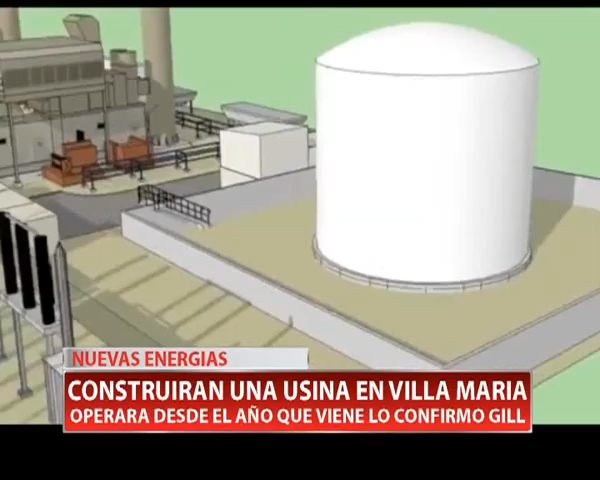 NUEVAS ENERGIAS
CONSTRUIRAN UNA USINA EN VILLA MARIA
OPERARA DESDE EL AÑO QUE VIENE LO CONFIRMO GILL